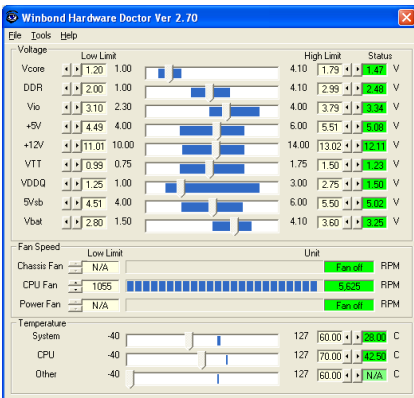 Winbond Hardware Doctor Ver 2.70
File Tools Help
Voltage
Low Limit High Limit Status
Vcore 1.20 1.00 4.10 1.79 1.47 V
DDR 2.00 1.00 4.10 2.99 2.48 V
Vio 3.10 2.30 4.00 3.79 3.34 V
+5V 4.49 4.00 6.00 5.51 5.08 V
+12V 11.01 10.00 14.00 13.02 12.11 V
VTT 0.99 0.75 1.75 1.50 1.23 V
VDDQ 1.25 1.00 3.00 2.75 1.50 V
5Vsb 4.51 4.00 6.00 5.50 5.02 V
Vbat 2.80 1.50 4.10 3.60 3.25 V
Fan Speed
Low Limit Unit
Chassis Fan N/A Fan off RPM
CPU Fan 1055 5,625 RPM
Power Fan N/A Fan off RPM
Temperature
System -40 127 60.00 28.00 C
CPU -40 127 70.00 42.50 C
Other -40 127 60.00 N/A C